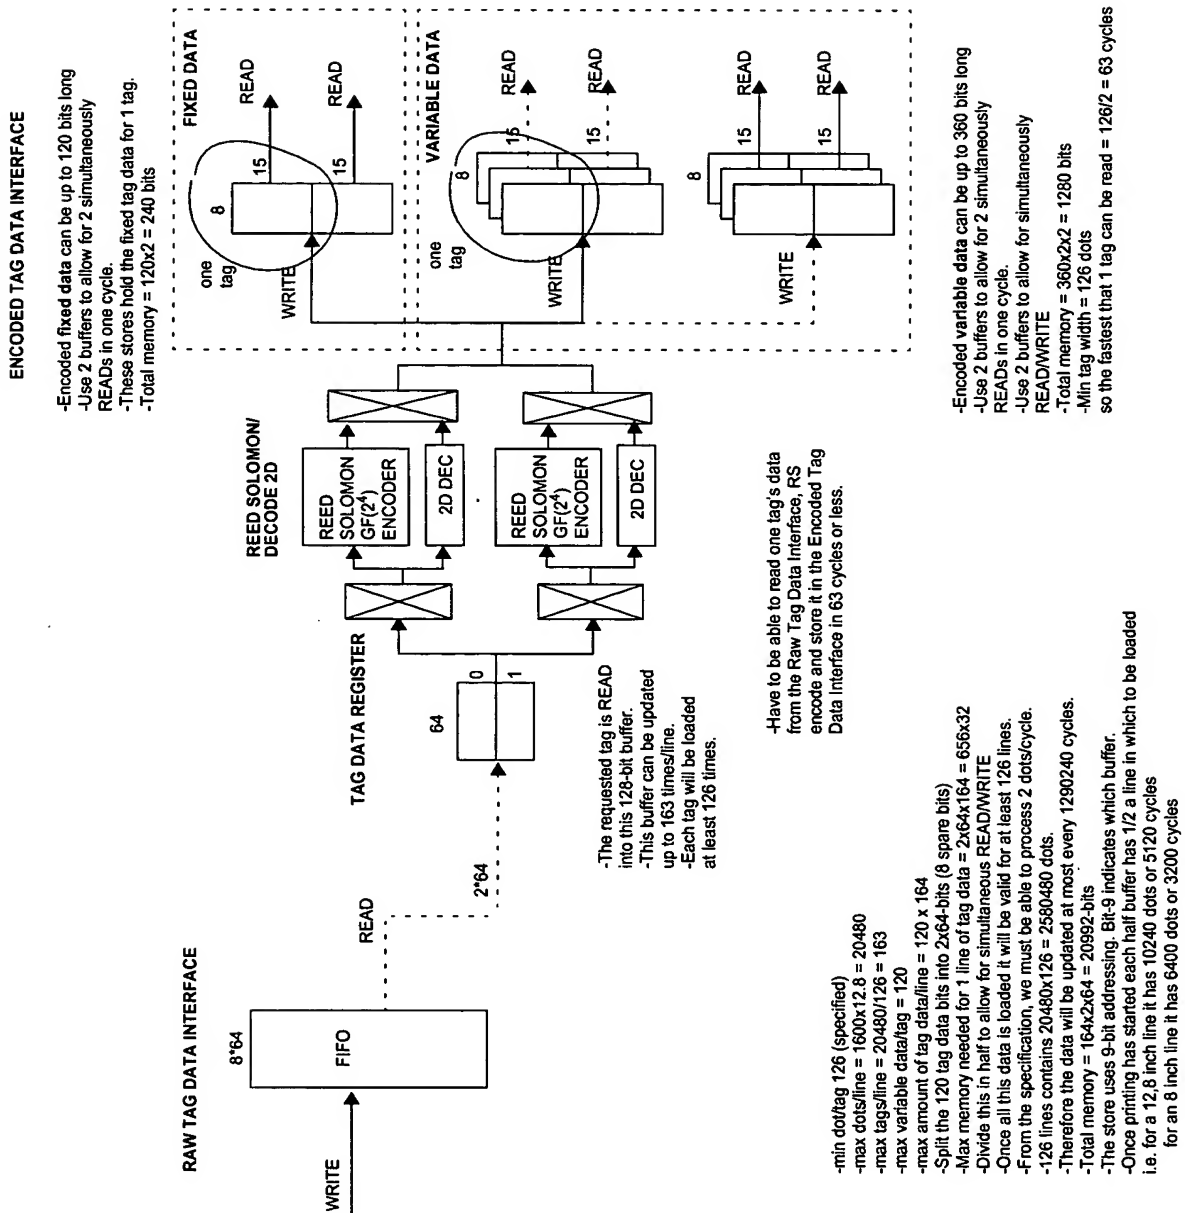 ENCODED TAG DATA INTERFACE
-Encoded fixed data can be up to 120 bits long
-Use 2 buffers to allow for 2 simultaneously
READs in one cycle.
-These stores hold the fixed tag data for 1 tag.
-Total memory = 120x2 = 240 bits
FIXED DATA
READ
READ
15
15
8
one
tag
WRITE
VARIABLE DATA
READ
READ
15
15
8
one
tag
WRITE
READ
READ
15
15
8
WRITE
-Encoded variable data can be up to 360 bits long
-Use 2 buffers to allow for 2 simultaneously
READs in one cycle.
-Use 2 buffers to allow for simultaneously
READ/WRITE
-Total memory = 360x2x2 = 1280 bits
-Min tag width = 126 dots
so the fastest that 1 tag can be read = 126/2 = 63 cycles
REED SOLOMON/
DECODE 2D
REED
SOLOMON
GF(2⁴)
ENCODER
2D DEC
REED
SOLOMON
GF(2⁴)
ENCODER
2D DEC
-Have to be able to read one tag's data
from the Raw Tag Data Interface, RS
encode and store it in the Encoded Tag
Data Interface in 63 cycles or less.
TAG DATA REGISTER
64
0
1
-The requested tag is READ
into this 128-bit buffer.
-This buffer can be updated
up to 163 times/line.
-Each tag will be loaded
at least 126 times.
READ
2*64
RAW TAG DATA INTERFACE
8*64
FIFO
WRITE
-min dot/tag 126 (specified)
-max dots/line = 1600x12.8 = 20480
-max tags/line = 20480/126 = 163
-max variable data/tag = 120
-max amount of tag data/line = 120 x 164
-Split the 120 tag data bits into 2x64-bits (8 spare bits)
-Max memory needed for 1 line of tag data = 2x64x164 = 656x32
-Divide this in half to allow for simultaneous READ/WRITE
-Once all this data is loaded it will be valid for at least 126 lines.
-From the specification, we must be able to process 2 dots/cycle.
-126 lines contains 20480x126 = 2580480 dots.
-Therefore the data will be updated at most every 1290240 cycles.
-Total memory = 164x2x64 = 20992-bits
-The store uses 9-bit addressing. Bit-9 indicates which buffer.
-Once printing has started each half buffer has 1/2 a line in which to be loaded
i.e. for a 12,8 inch line it has 10240 dots or 5120 cycles
for an 8 inch line it has 6400 dots or 3200 cycles